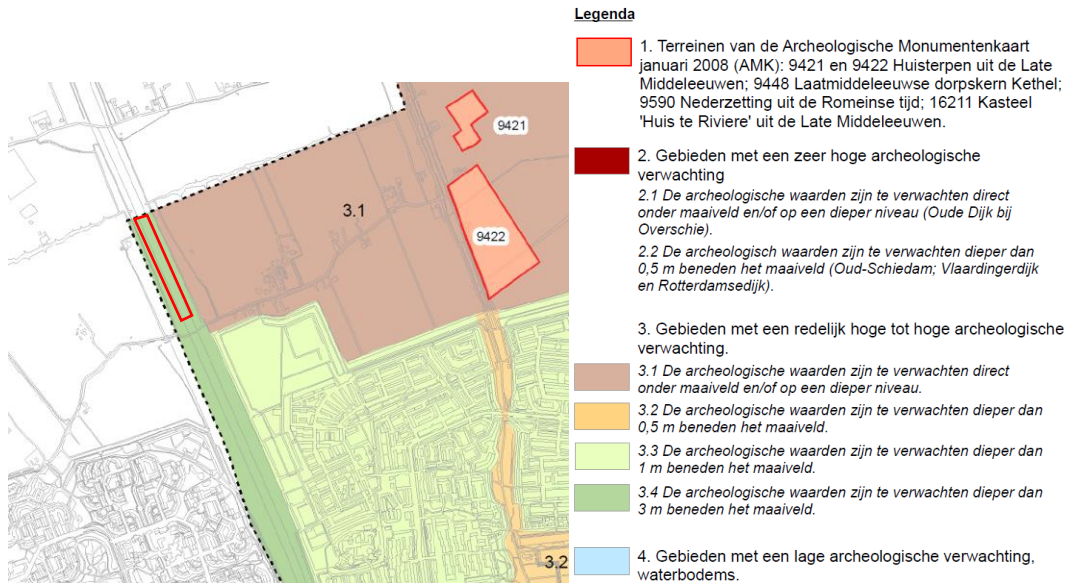 Legenda
1. Terreinen van de Archeologische Monumentenkaart
januari 2008 (AMK): 9421 en 9422 Huisterpen uit de Late
Middeleeuwen; 9448 Laatmiddeleeuwse dorpskern Kethel;
9590 Nederzetting uit de Romeinse tijd; 16211 Kasteel
'Huis te Riviere' uit de Late Middeleeuwen.
2. Gebieden met een zeer hoge archeologische
verwachting
2.1 De archeologische waarden zijn te verwachten direct
onder maaiveld en/of op een dieper niveau (Oude Dijk bij
Overschie).
2.2 De archeologisch waarden zijn te verwachten dieper dan
0,5 m beneden het maaiveld (Oud-Schiedam; Vlaardingerdijk
en Rotterdamsedijk).
3. Gebieden met een redelijk hoge tot hoge archeologische
verwachting.
3.1 De archeologische waarden zijn te verwachten direct
onder maaiveld en/of op een dieper niveau.
3.2 De archeologische waarden zijn te verwachten dieper dan
0,5 m beneden het maaiveld.
3.3 De archeologische waarden zijn te verwachten dieper dan
1 m beneden het maaiveld.
3.4 De archeologische waarden zijn te verwachten dieper dan
3 m beneden het maaiveld.
4. Gebieden met een lage archeologische verwachting,
waterbodems.
9421
3.1
9422
3.2